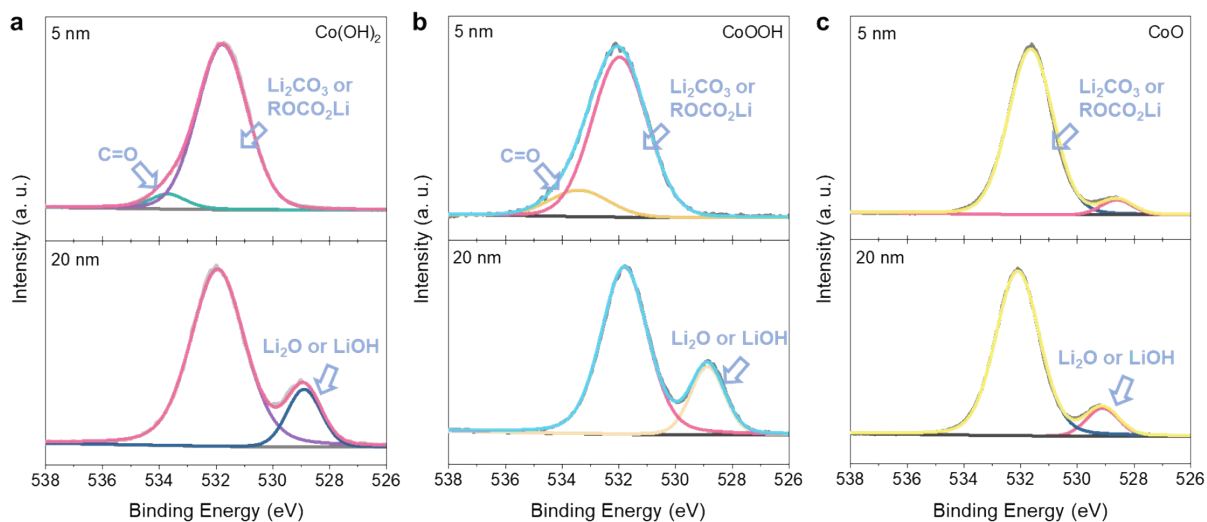 a
5 nm
Co(OH)₂
Li₂CO₃ or
ROCO₂Li
C=O
20 nm
Li₂O or LiOH
Intensity (a. u.)
538 536 534 532 530 528 526
Binding Energy (eV)
b
5 nm
CoOOH
Li₂CO₃ or
ROCO₂Li
C=O
20 nm
Li₂O or LiOH
Intensity (a. u.)
538 536 534 532 530 528 526
Binding Energy (eV)
c
5 nm
CoO
Li₂CO₃ or
ROCO₂Li
20 nm
Li₂O or LiOH
Intensity (a. u.)
538 536 534 532 530 528 526
Binding Energy (eV)